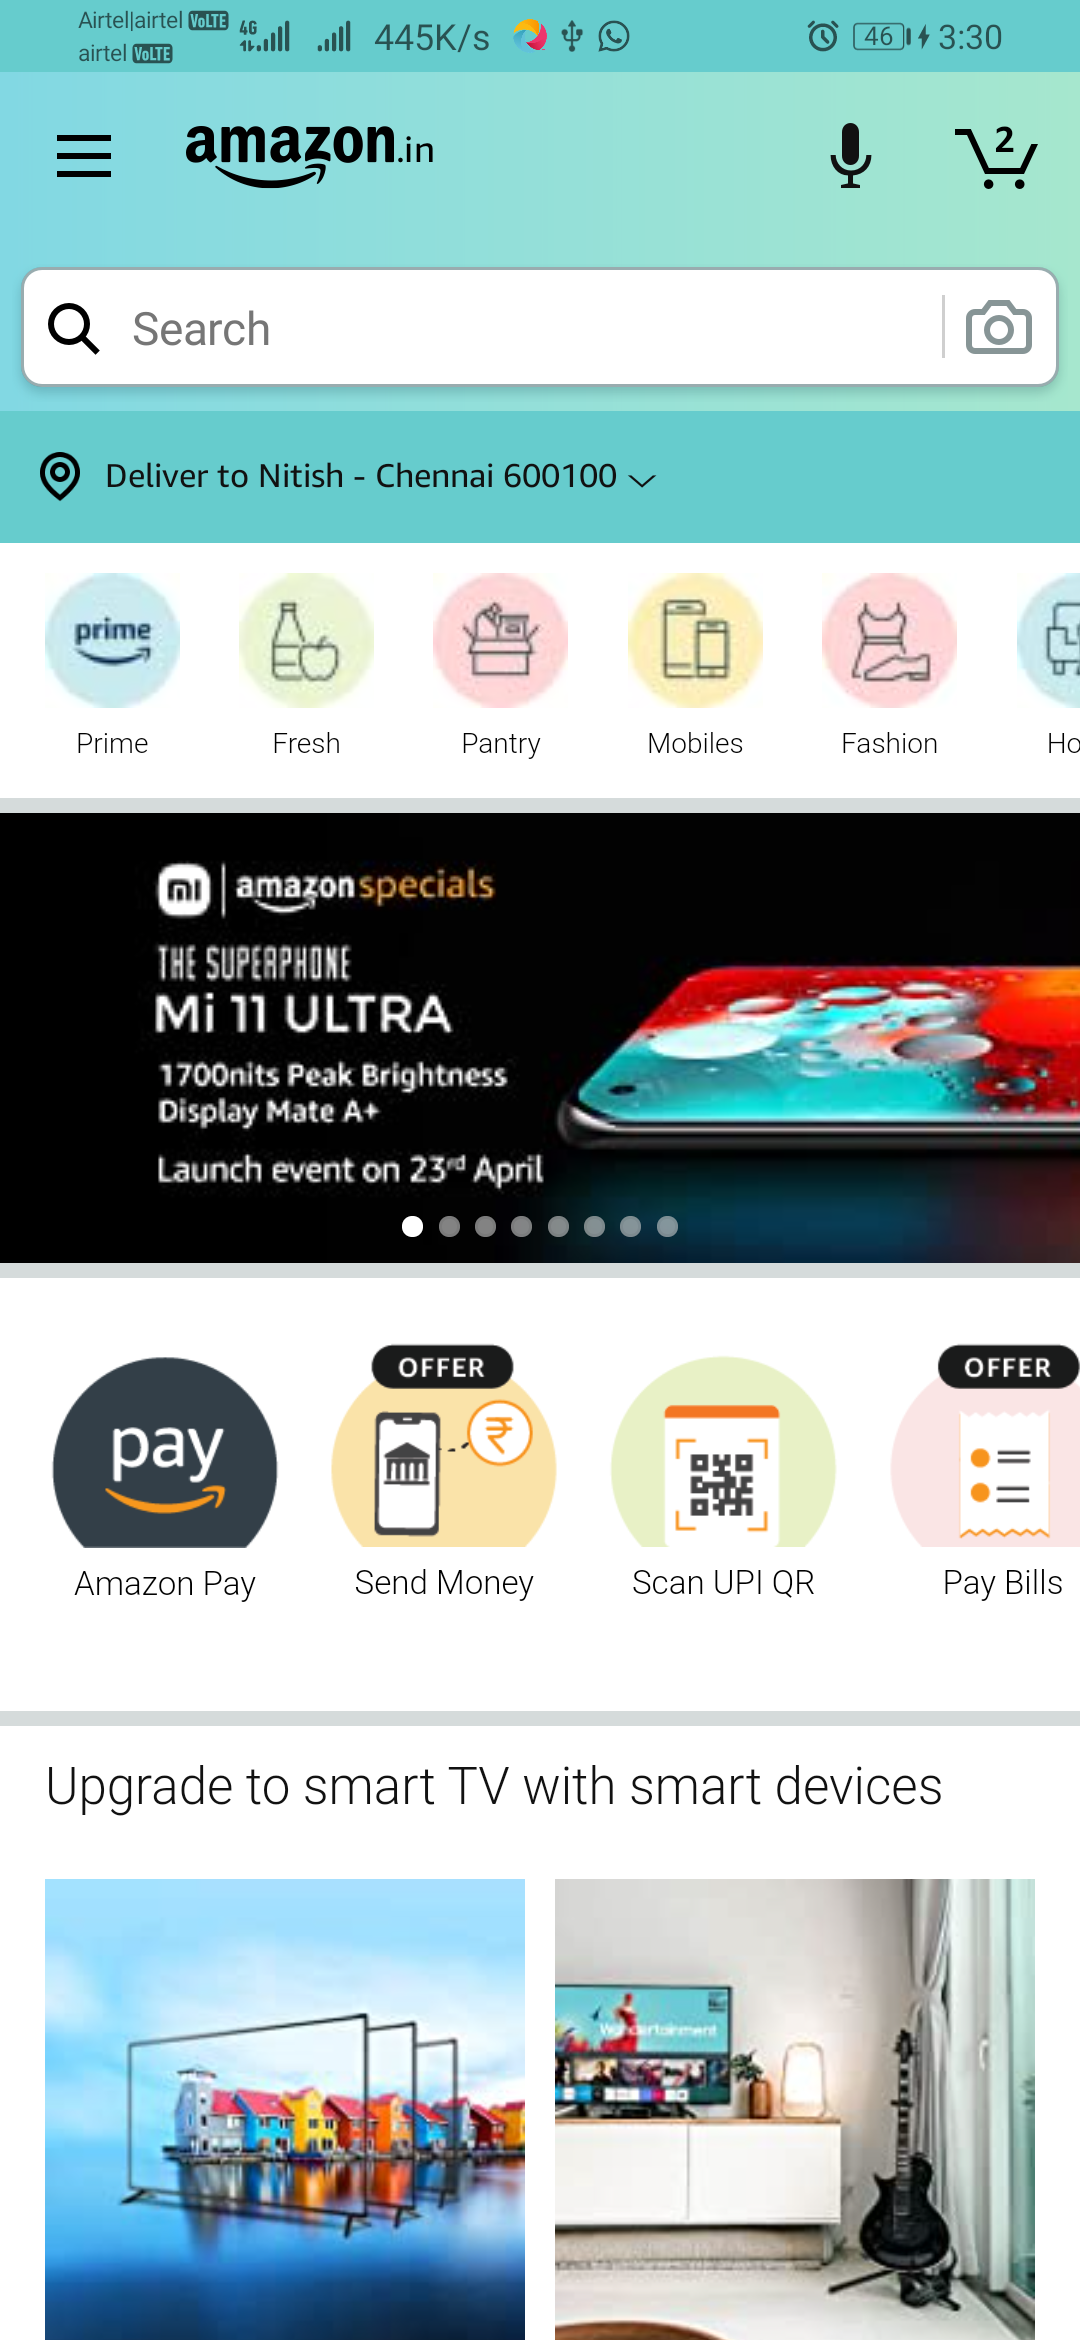 Airtel|airtel VoLTE
airtel VoLTE
4G
445K/s
46
3:30
amazon.in
2
Search
Deliver to Nitish - Chennai 600100
prime
Prime
Fresh
Pantry
Mobiles
Fashion
Ho
mi | amazonspecials
THE SUPERPHONE
Mi 11 ULTRA
1700nits Peak Brightness
Display Mate A+
Launch event on 23rd April
OFFER
OFFER
pay
₹
Amazon Pay
Send Money
Scan UPI QR
Pay Bills
Upgrade to smart TV with smart devices
Wondertainment